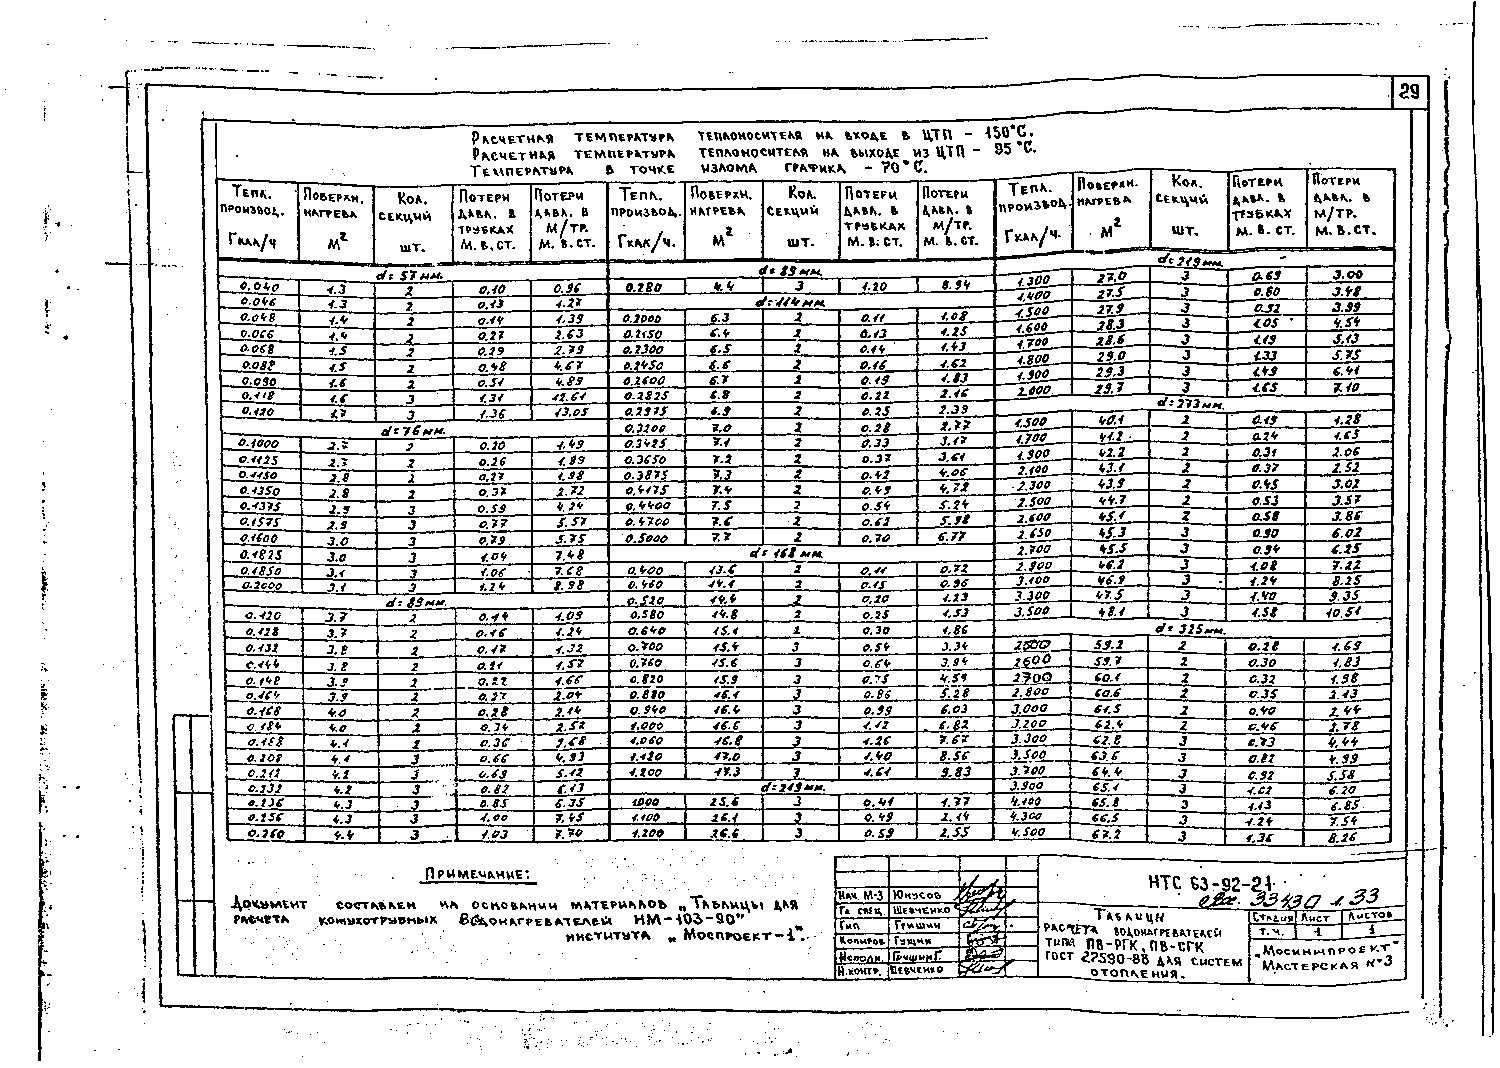 29
РАСЧЕТНАЯ ТЕМПЕРАТУРА ТЕПЛОНОСИТЕЛЯ НА ВХОДЕ В ЦТП – 150°С.
РАСЧЕТНАЯ ТЕМПЕРАТУРА ТЕПЛОНОСИТЕЛЯ НА ВЫХОДЕ ИЗ ЦТП – 95°С.
ТЕМПЕРАТУРА В ТОЧКЕ ИЗЛОМА ГРАФИКА – 70°С.
ТЕПЛ. ПРОИЗВОД. ГКАЛ/Ч | ПОВЕРХН. НАГРЕВА М² | КОЛ. СЕКЦИЙ ШТ. | ПОТЕРИ ДАВЛ. В ТРУБКАХ М.В.СТ. | ПОТЕРИ ДАВЛ. В М/ТР. М.В.СТ.
d=57мм.
0.040 1.3 2 0.10 0.96
0.046 1.3 2 0.13 1.27
0.048 1.4 2 0.14 1.39
0.066 1.4 2 0.27 2.63
0.068 1.5 2 0.29 2.79
0.088 1.5 2 0.48 4.67
0.090 1.6 2 0.51 4.89
0.118 1.6 3 1.31 12.61
0.120 1.7 3 1.36 13.05
d=76мм.
0.1000 2.7 2 0.20 1.49
0.1125 2.7 2 0.26 1.89
0.1150 2.8 2 0.27 1.98
0.1350 2.8 2 0.37 2.72
0.1375 2.9 3 0.59 4.24
0.1575 2.9 3 0.77 5.57
0.1600 3.0 3 0.79 5.75
0.1825 3.0 3 1.04 7.48
0.1850 3.1 3 1.06 7.68
0.2000 3.1 3 1.24 8.98
d=89мм.
0.120 3.7 2 0.14 1.09
0.128 3.7 2 0.16 1.24
0.132 3.8 2 0.17 1.32
0.144 3.8 2 0.21 1.57
0.148 3.9 2 0.22 1.66
0.164 3.9 2 0.27 2.04
0.168 4.0 2 0.28 2.14
0.184 4.0 2 0.34 2.52
0.188 4.1 2 0.36 2.68
0.208 4.1 3 0.66 4.93
0.212 4.2 3 0.69 5.12
0.232 4.2 3 0.82 6.13
0.236 4.3 3 0.85 6.35
0.256 4.3 3 1.00 7.45
0.260 4.4 3 1.03 7.70
ТЕПЛ. ПРОИЗВОД. ГКАЛ/Ч. | ПОВЕРХН. НАГРЕВА М² | КОЛ. СЕКЦИЙ ШТ. | ПОТЕРИ ДАВЛ. В ТРУБКАХ М.В.СТ. | ПОТЕРИ ДАВЛ. В М/ТР. М.В.СТ.
d=89мм.
0.280 4.4 3 1.20 8.94
d=114мм.
0.2000 6.3 2 0.11 1.08
0.2150 6.4 2 0.13 1.25
0.2300 6.5 2 0.14 1.43
0.2450 6.6 2 0.16 1.62
0.2600 6.7 2 0.19 1.83
0.2825 6.8 2 0.22 2.16
0.2975 6.9 2 0.25 2.39
0.3200 7.0 2 0.28 2.77
0.3425 7.1 2 0.33 3.17
0.3650 7.2 2 0.37 3.61
0.3875 7.3 2 0.42 4.06
0.4175 7.4 2 0.49 4.72
0.4400 7.5 2 0.54 5.24
0.4700 7.6 2 0.62 5.98
0.5000 7.7 2 0.70 6.77
d=168мм.
0.400 13.6 2 0.11 0.72
0.460 14.1 2 0.15 0.96
0.520 14.4 2 0.20 1.23
0.580 14.8 2 0.25 1.53
0.640 15.1 2 0.30 1.86
0.700 15.4 3 0.54 3.34
0.760 15.6 3 0.64 3.94
0.820 15.9 3 0.75 4.59
0.880 16.1 3 0.86 5.28
0.940 16.4 3 0.99 6.03
1.000 16.6 3 1.12 6.82
1.060 16.8 3 1.26 7.67
1.120 17.0 3 1.40 8.56
1.200 17.3 3 1.61 9.83
d=219мм.
1.000 25.6 3 0.41 1.77
1.100 26.1 3 0.49 2.14
1.200 26.6 3 0.59 2.55
ТЕПЛ. ПРОИЗВОД. ГКАЛ/Ч. | ПОВЕРХН. НАГРЕВА М² | КОЛ. СЕКЦИЙ ШТ. | ПОТЕРИ ДАВЛ. В ТРУБКАХ М.В.СТ. | ПОТЕРИ ДАВЛ. В М/ТР. М.В.СТ.
d=219мм.
1.300 27.0 3 0.69 3.00
1.400 27.5 3 0.80 3.48
1.500 27.9 3 0.92 3.99
1.600 28.3 3 1.05 4.54
1.700 28.6 3 1.19 5.13
1.800 29.0 3 1.33 5.75
1.900 29.3 3 1.49 6.41
2.000 29.7 3 1.65 7.10
d=273мм.
1.500 40.1 2 0.19 1.28
1.700 41.2 2 0.24 1.65
1.900 42.2 2 0.31 2.06
2.100 43.1 2 0.37 2.52
2.300 43.9 2 0.45 3.02
2.500 44.7 2 0.53 3.57
2.600 45.1 2 0.58 3.86
2.650 45.3 3 0.90 6.02
2.700 45.5 3 0.94 6.25
2.900 46.2 3 1.08 7.22
3.100 46.9 3 1.24 8.25
3.300 47.5 3 1.40 9.35
3.500 48.1 3 1.58 10.51
d=325мм.
2500 59.2 2 0.28 1.69
2600 59.7 2 0.30 1.83
2700 60.1 2 0.32 1.98
2.800 60.6 2 0.35 2.13
3.000 61.5 2 0.40 2.44
3.200 62.4 2 0.46 2.78
3.300 62.8 3 0.73 4.44
3.500 63.6 3 0.82 4.99
3.700 64.4 3 0.92 5.58
3.900 65.1 3 1.02 6.20
4.100 65.8 3 1.13 6.85
4.300 66.5 3 1.24 7.54
4.500 67.2 3 1.36 8.26
ПРИМЕЧАНИЕ:
ДОКУМЕНТ СОСТАВЛЕН НА ОСНОВАНИИ МАТЕРИАЛОВ „ТАБЛИЦЫ ДЛЯ
РАСЧЕТА КОЖУХОТРУБНЫХ ВОДОНАГРЕВАТЕЛЕЙ НМ-103-90"
ИНСТИТУТА „МОСПРОЕКТ-1".
НАЧ М-3 ЮНУСОВ
ГЛ СПЕЦ. ШЕВЧЕНКО
ГИП ГРИШИН
КОПИРОВ
ИСПОЛН. ГРИШИН Г.
Н.КОНТР. ШЕВЧЕНКО
НТС 63-92-21
33430 л. 33
ТАБЛИЦЫ
РАСЧЕТА ВОДОНАГРЕВАТЕЛЕЙ
ТИПА ПВ-РГК, ПВ-СГК
ГОСТ 27590-88 ДЛЯ СИСТЕМ
ОТОПЛЕНИЯ.
СТАДИЯ ЛИСТ ЛИСТОВ
Т.Ч. 1 1
„МОСИНЖПРОЕКТ"
МАСТЕРСКАЯ №3